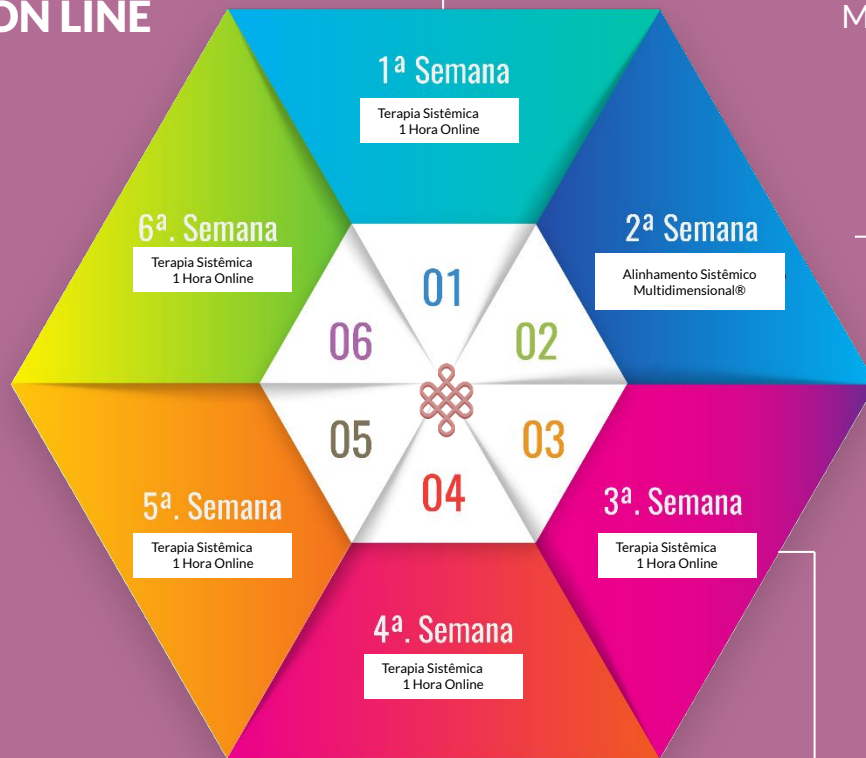 ON LINE
M
1ª Semana
Terapia Sistêmica
1 Hora Online
6ª. Semana
Terapia Sistêmica
1 Hora Online
2ª Semana
Alinhamento Sistêmico
Multidimensional®
01
06
02
05
03
04
5ª. Semana
Terapia Sistêmica
1 Hora Online
3ª. Semana
Terapia Sistêmica
1 Hora Online
4ª. Semana
Terapia Sistêmica
1 Hora Online